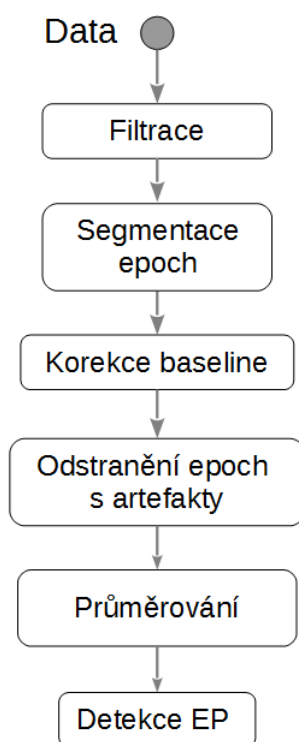 Data
Filtrace
Segmentace
epoch
Korekce baseline
Odstranění epoch
s artefakty
Průměrování
Detekce EP